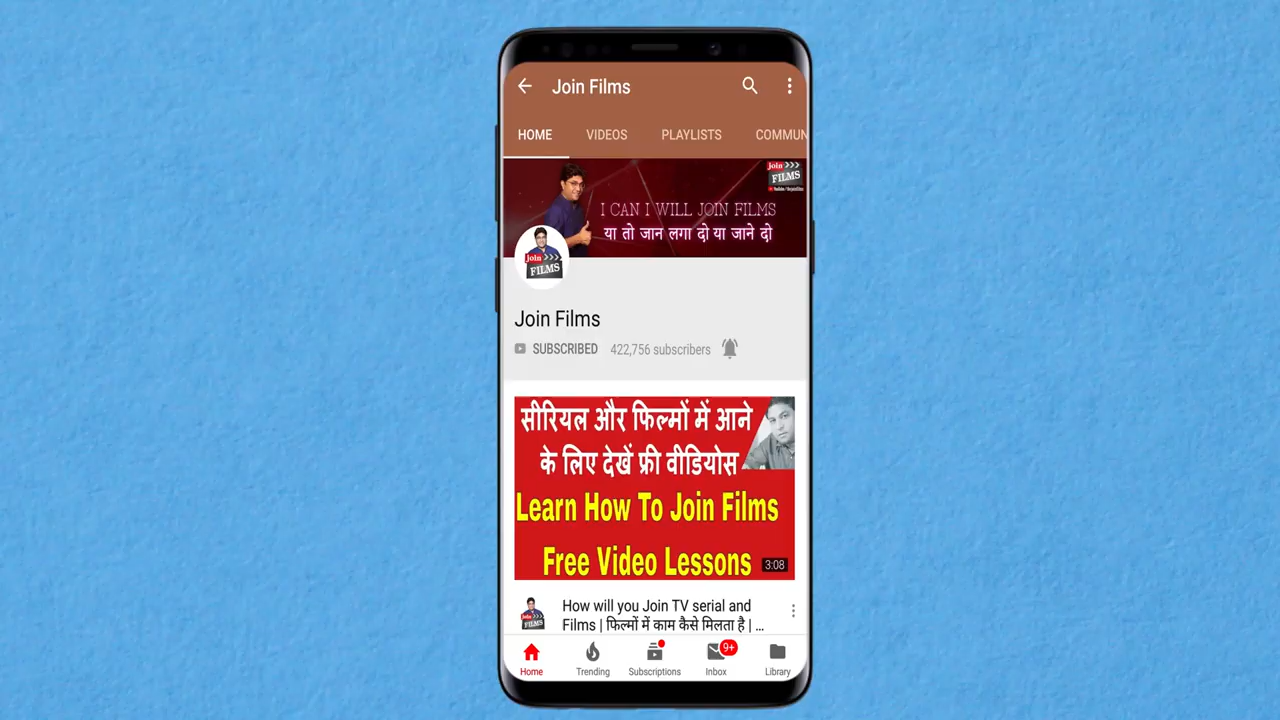 Join Films
HOME VIDEOS PLAYLISTS COMMUN
Join
FILMS
I CAN I WILL JOIN FILMS
या तो जान लगा दो या जाने दो
Join
FILMS
Join Films
SUBSCRIBED 422,756 subscribers
सीरियल और फिल्मों में आने
के लिए देखें फ्री वीडियोस
Learn How To Join Films
Free Video Lessons
3:08
How will you Join TV serial and
Films | फिल्मों में काम कैसे मिलता है | ...
Join
FILMS
9+
Home Trending Subscriptions Inbox Library